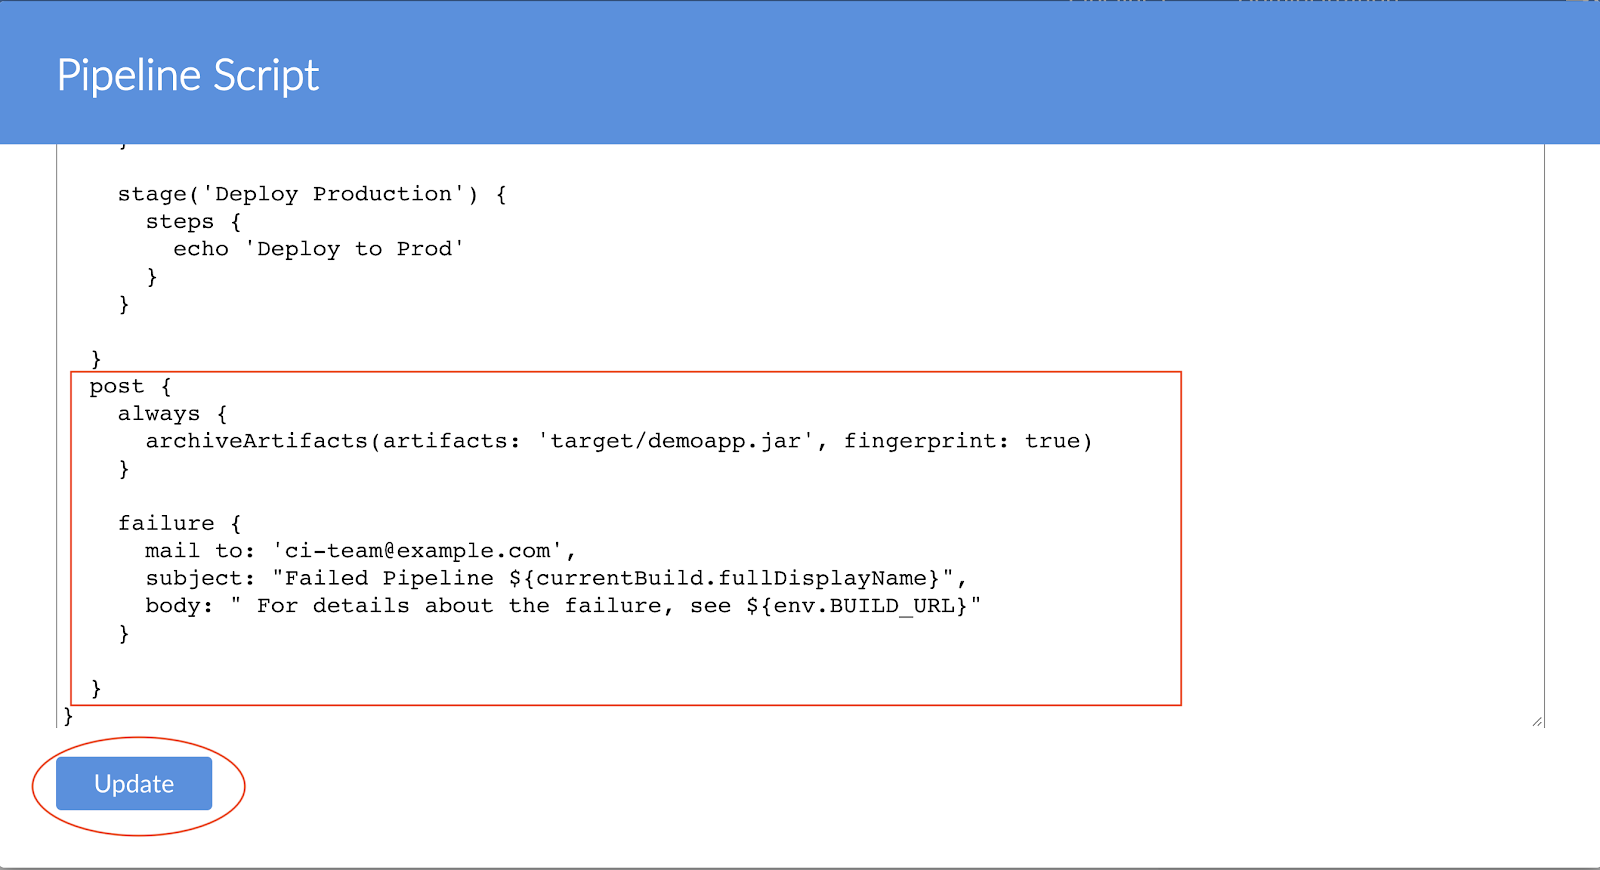 Pipeline Script
}
stage('Deploy Production') {
steps {
echo 'Deploy to Prod'
}
}
}
post {
always {
archiveArtifacts(artifacts: 'target/demoapp.jar', fingerprint: true)
}
failure {
mail to: 'ci-team@example.com',
subject: "Failed Pipeline ${currentBuild.fullDisplayName}",
body: " For details about the failure, see ${env.BUILD_URL}"
}
}
}
Update